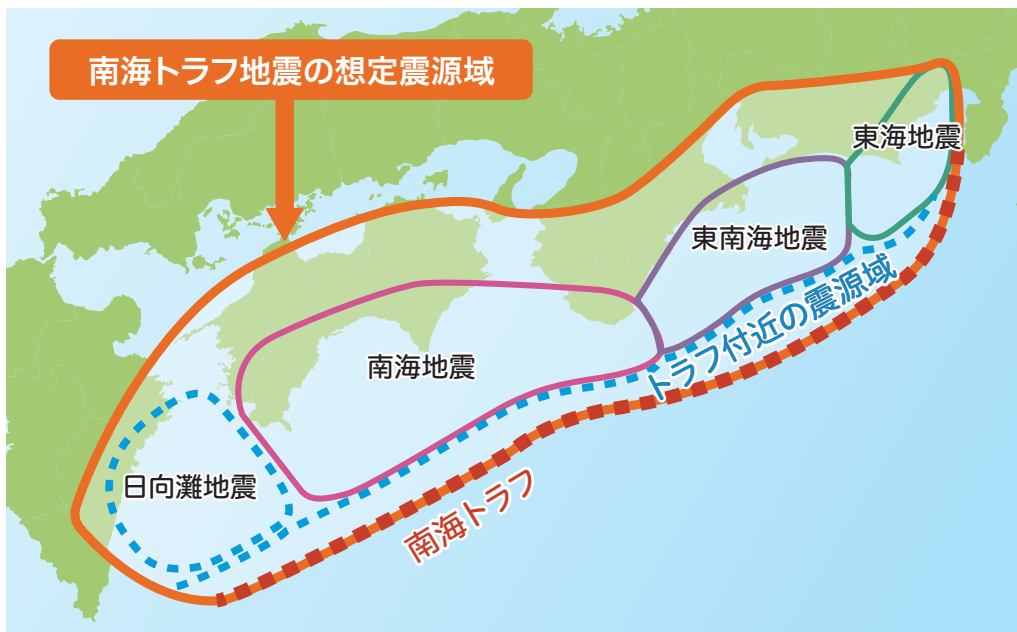 南海トラフ地震の想定震源域
東海地震
東南海地震
トラフ付近の震源域
南海地震
日向灘地震
南海トラフ